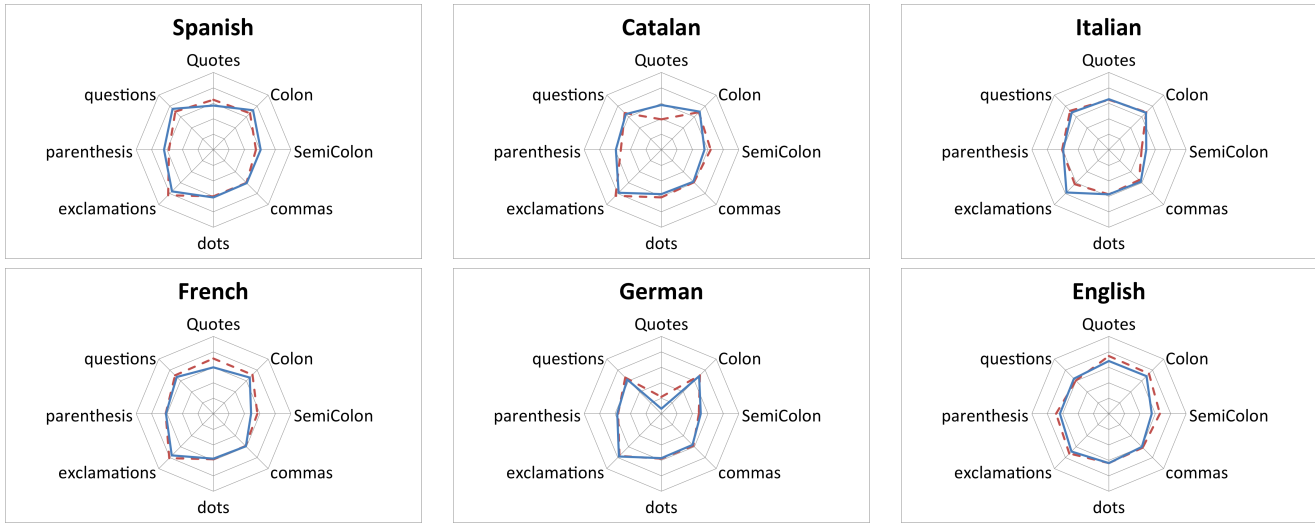 Spanish
Quotes
questions
Colon
parenthesis
SemiColon
exclamations
commas
dots
Catalan
Quotes
questions
Colon
parenthesis
SemiColon
exclamations
commas
dots
Italian
Quotes
questions
Colon
parenthesis
SemiColon
exclamations
commas
dots
French
Quotes
questions
Colon
parenthesis
SemiColon
exclamations
commas
dots
German
Quotes
questions
Colon
parenthesis
SemiColon
exclamations
commas
dots
English
Quotes
questions
Colon
parenthesis
SemiColon
exclamations
commas
dots